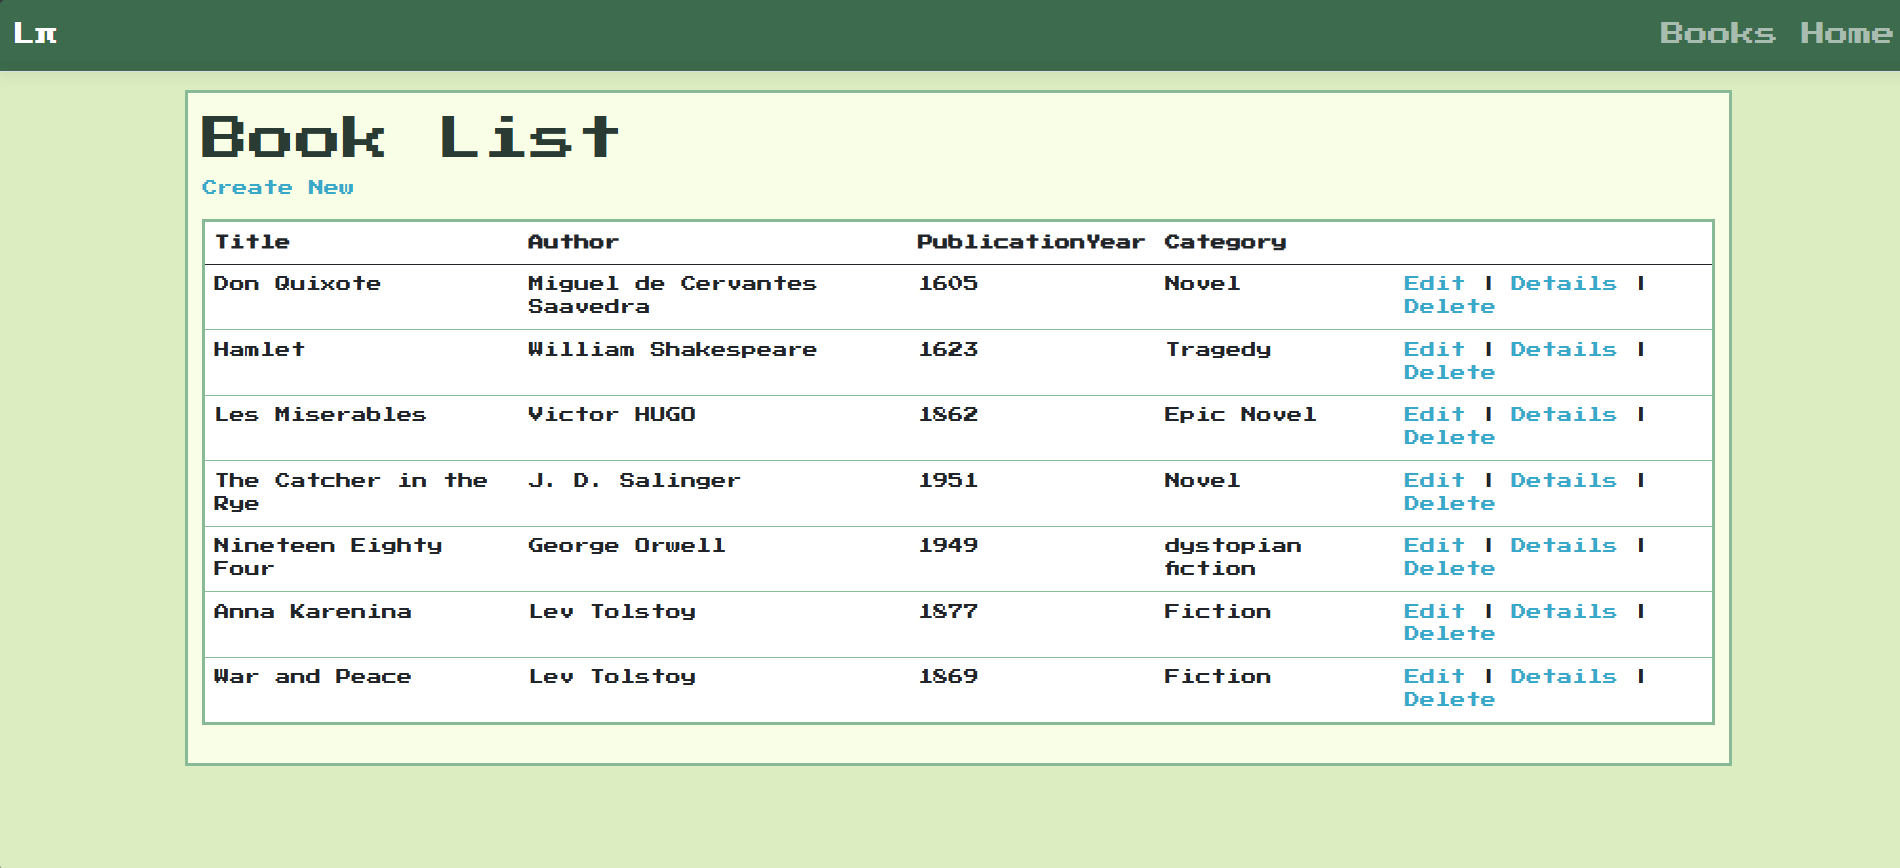 Lπ Books Home
Book List
Create New
Title Author PublicationYear Category
Don Quixote Miguel de Cervantes Saavedra 1605 Novel Edit | Details | Delete
Hamlet William Shakespeare 1623 Tragedy Edit | Details | Delete
Les Miserables Victor HUGO 1862 Epic Novel Edit | Details | Delete
The Catcher in the Rye J. D. Salinger 1951 Novel Edit | Details | Delete
Nineteen Eighty Four George Orwell 1949 dystopian fiction Edit | Details | Delete
Anna Karenina Lev Tolstoy 1877 Fiction Edit | Details | Delete
War and Peace Lev Tolstoy 1869 Fiction Edit | Details | Delete